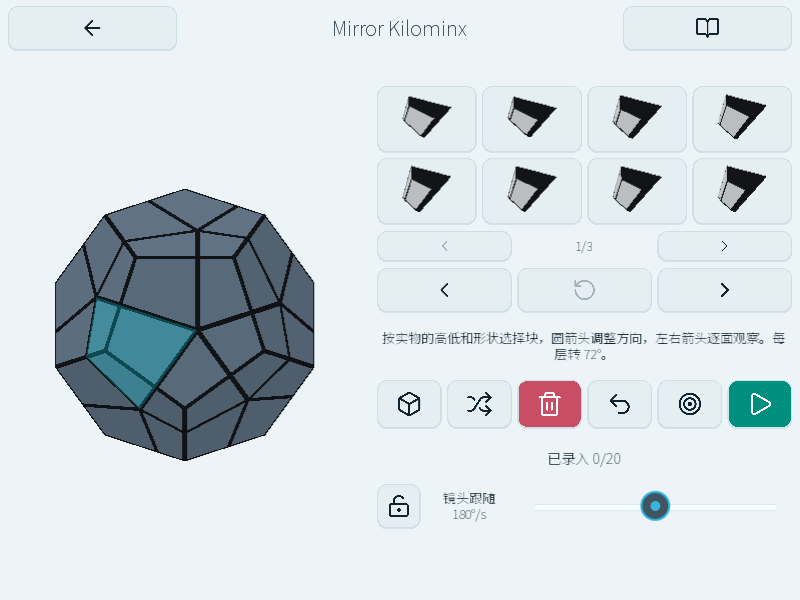 Mirror Kilominx
1/3
按实物的高低和形状选择块，圆箭头调整方向，左右箭头逐面观察。每
层转 72°。
已录入 0/20
镜头跟随
180°/s